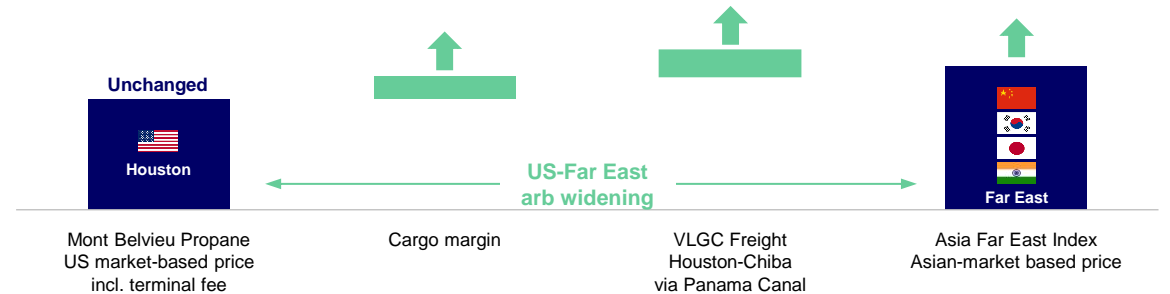 Unchanged
Houston
US-Far East
arb widening
Far East
Mont Belvieu Propane
US market-based price
incl. terminal fee
Cargo margin
VLGC Freight
Houston-Chiba
via Panama Canal
Asia Far East Index
Asian-market based price